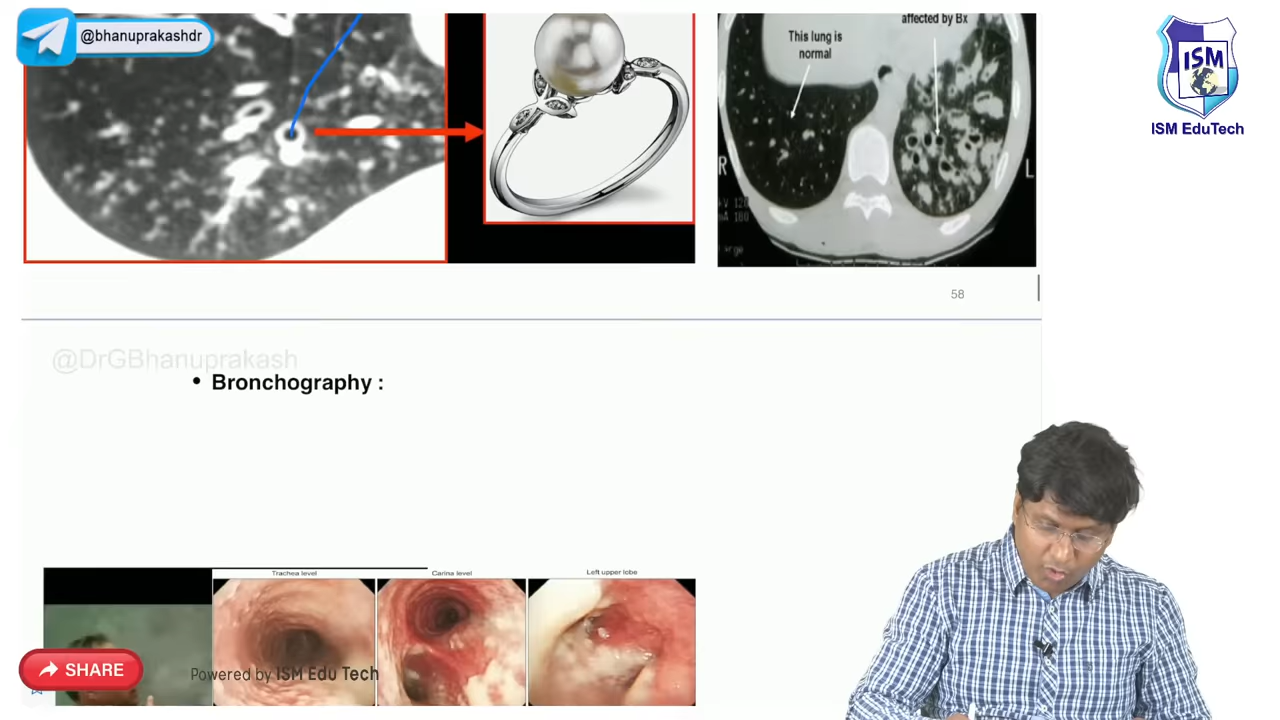 @bhanuprakashdr
affected by Bx
This lung is
normal
ISM
ISM EduTech
R
L
58
@DrGBhanuprakash
• Bronchography :
Trachea level
Carina level
Left upper lobe
SHARE
Powered by ISM Edu Tech